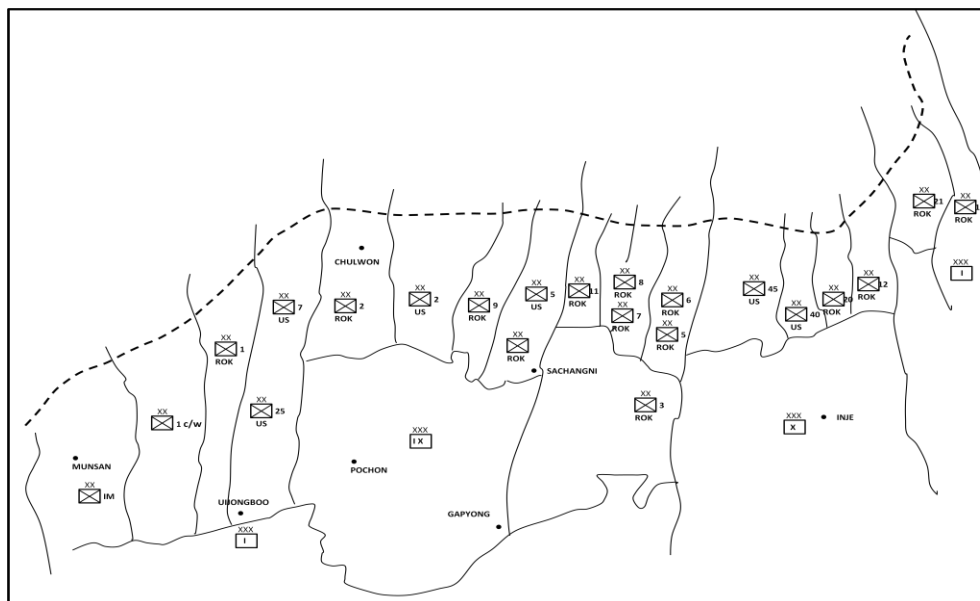 XX
21
ROK
XX
1
ROK
CHULWON
XXX
I
XX
8
ROK
XX
7
US
XX
2
ROK
XX
2
US
XX
9
ROK
XX
5
US
XX
11
ROK
XX
7
ROK
XX
6
ROK
XX
45
US
XX
40
US
XX
20
ROK
XX
12
ROK
XX
1
ROK
XX
ROK
XX
5
ROK
SACHANGNI
XX
1 c/w
XX
25
US
XX
3
ROK
XXX
IX
XXX
X
INJE
MUNSAN
POCHON
XX
IM
UIJONGBOO
GAPYONG
XXX
I